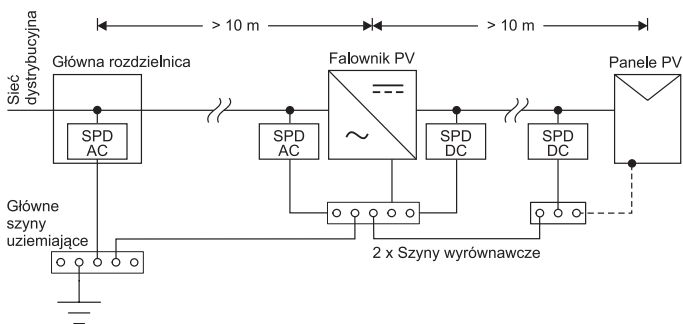 > 10 m
> 10 m
Sieć
dystrybucyjna
Główna rozdzielnica
Falownik PV
Panele PV
SPD
AC
SPD
AC
SPD
DC
SPD
DC
Główne
szyny
uziemiające
2 x Szyny wyrównawcze